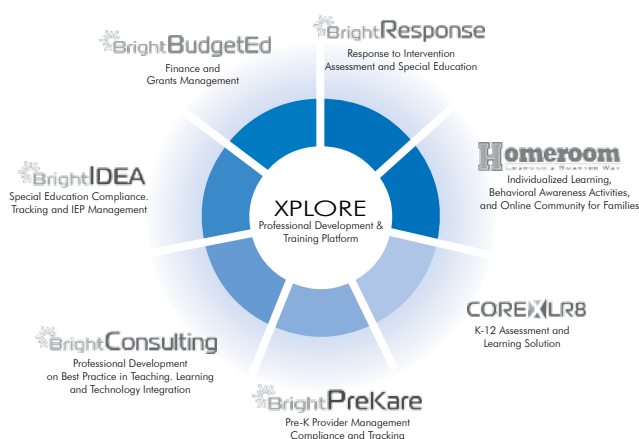 BrightBudgetEd
Finance and
Grants Management
BrightResponse
Response to Intervention
Assessment and Special Education
BrightIDEA
Special Education Compliance.
Tracking and IEP Management
Homeroom
LEARNING A SMARTER WAY
Individualized Learning,
Behavioral Awareness Activities,
and Online Community for Families
XPLORE
Professional Development &
Training Platform
COREXLR8
K-12 Assessment and
Learning Solution
BrightConsulting
Professional Development
on Best Practice in Teaching. Learning
and Technology Integration
BrightPreKare
Pre-K Provider Management
Compliance and Tracking